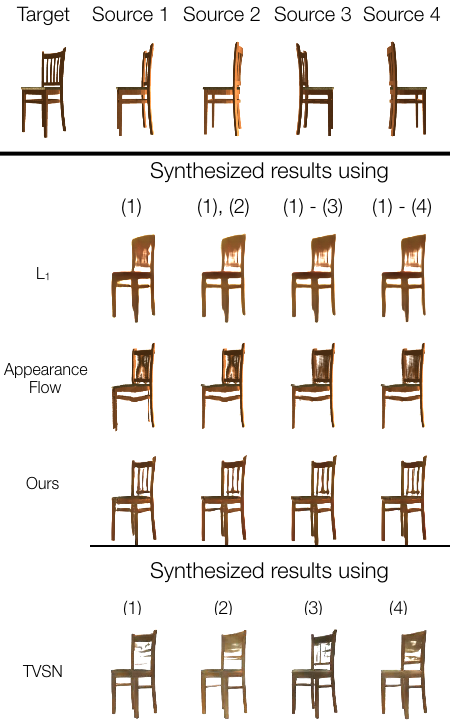 Target Source 1 Source 2 Source 3 Source 4
Synthesized results using
(1) (1), (2) (1) - (3) (1) - (4)
L₁
Appearance
Flow
Ours
Synthesized results using
(1) (2) (3) (4)
TVSN